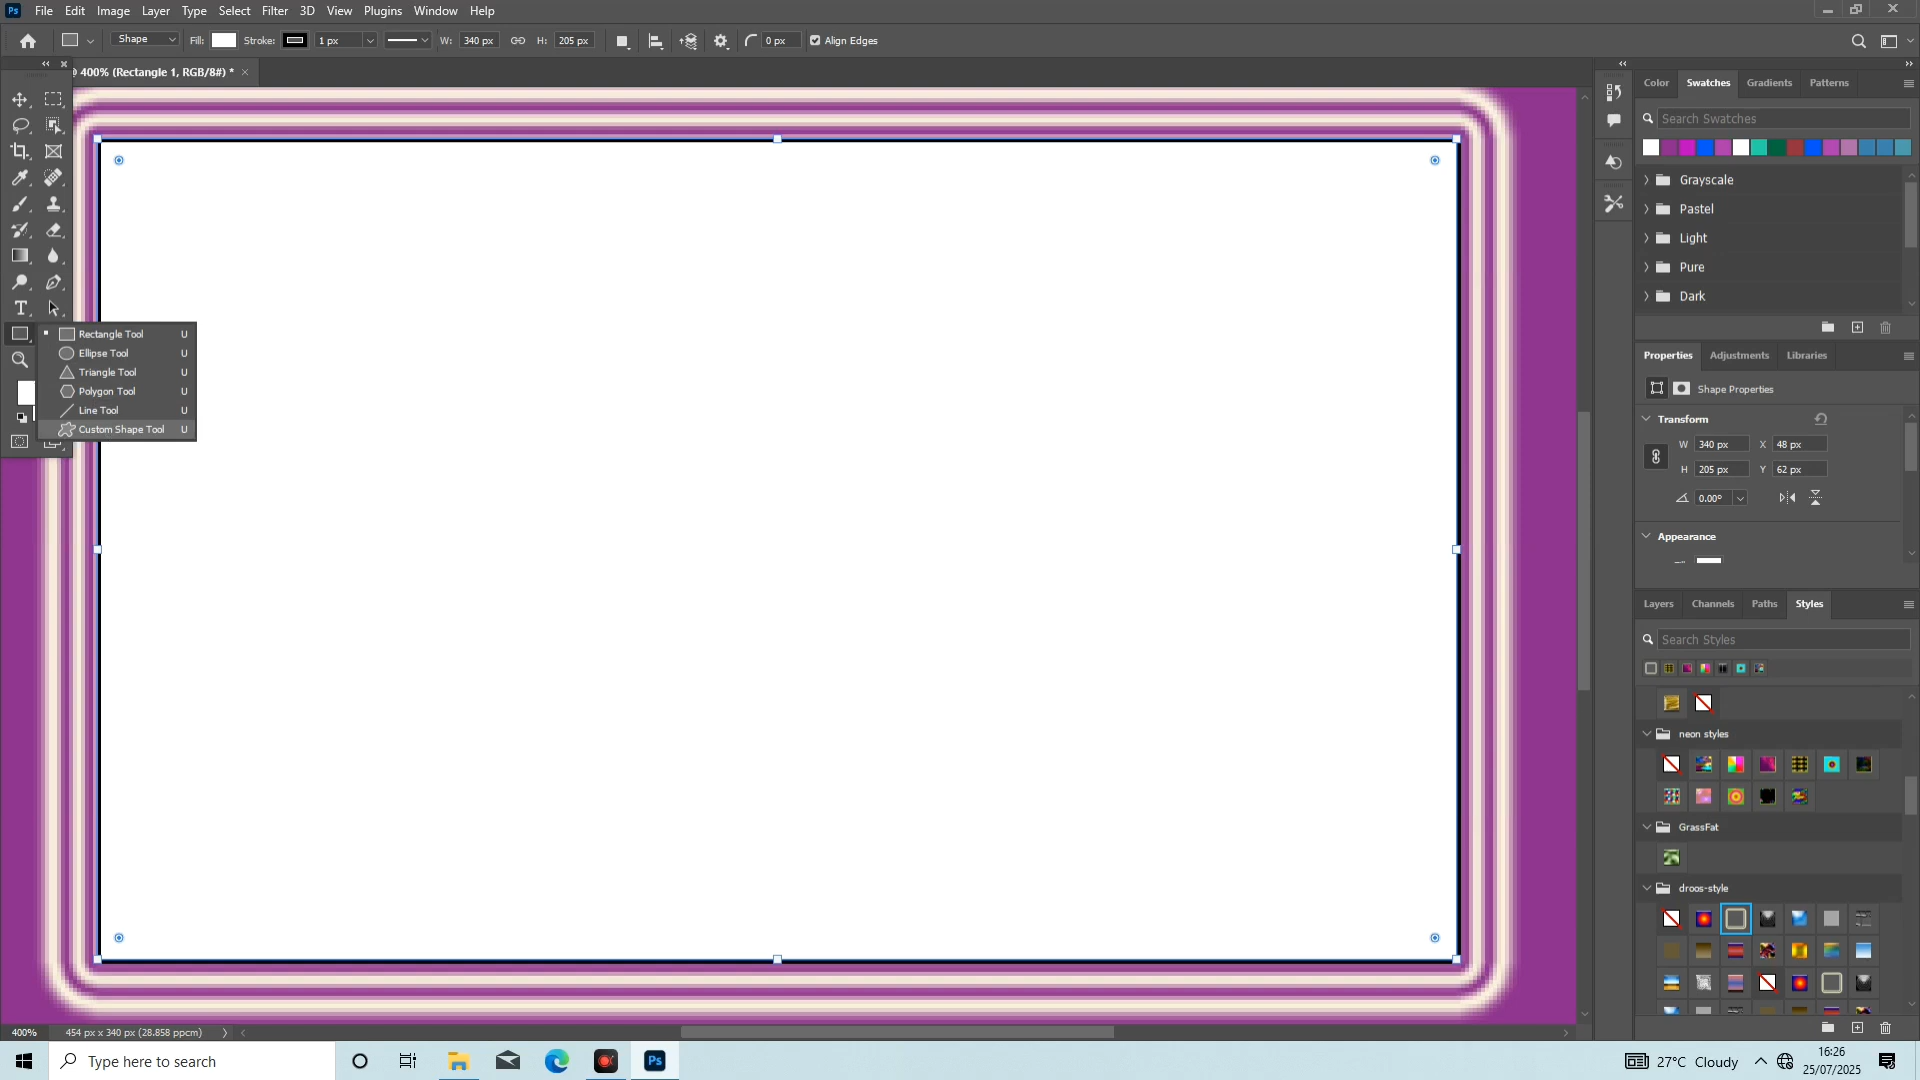 Ps File Edit Image Layer Type Select Filter 3D View Plugins Window Help
Shape Fill: Stroke: 1 px W: 340 px H: 205 px 0 px Align Edges
@ 400% (Rectangle 1, RGB/8#) *
Rectangle Tool U
Ellipse Tool U
Triangle Tool U
Polygon Tool U
Line Tool U
Custom Shape Tool U
Color Swatches Gradients Patterns
Search Swatches
Grayscale
Pastel
Light
Pure
Dark
Properties Adjustments Libraries
Shape Properties
Transform
W 340 px X 48 px
H 205 px Y 62 px
0.00°
Appearance
Layers Channels Paths Styles
Search Styles
neon styles
GrassFat
droos-style
400% 454 px x 340 px (28.858 ppcm)
Type here to search
Ps
27°C Cloudy
16:26
25/07/2025